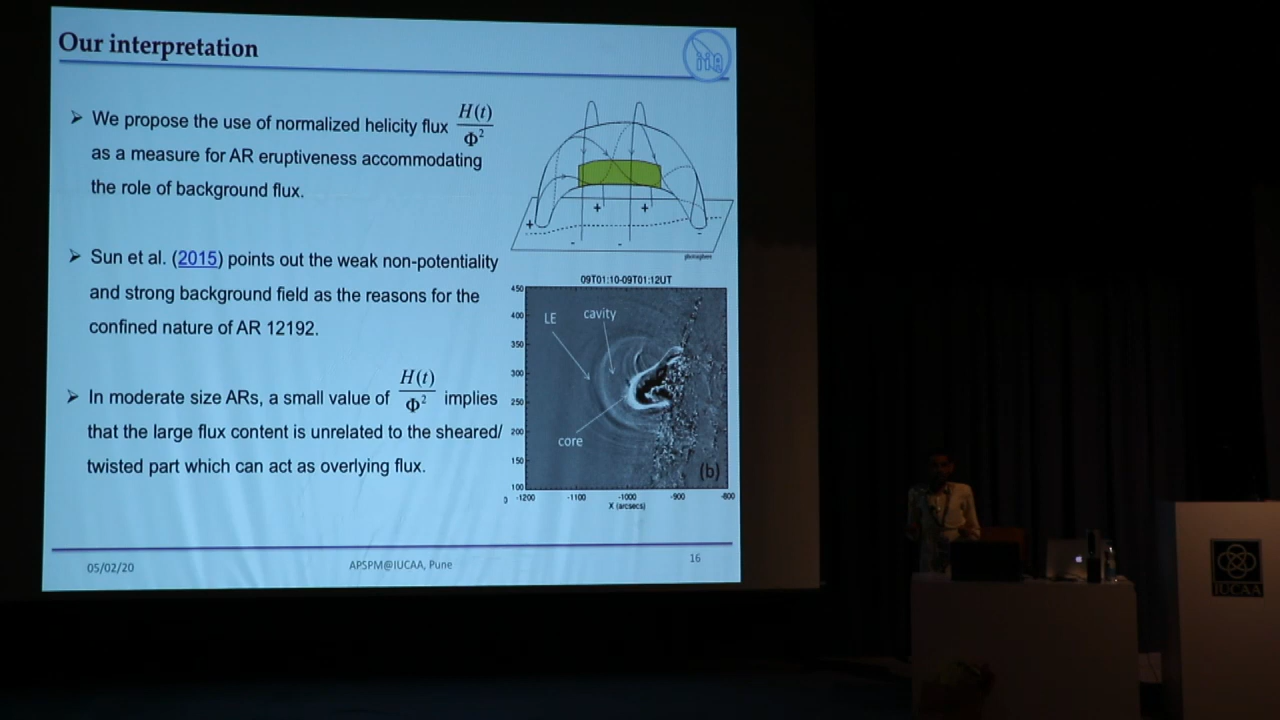 Our interpretation
iia
➢ We propose the use of normalized helicity flux H(t)/Φ²
as a measure for AR eruptiveness accommodating
the role of background flux.
➢ Sun et al. (2015) points out the weak non-potentiality
and strong background field as the reasons for the
confined nature of AR 12192.
➢ In moderate size ARs, a small value of H(t)/Φ² implies
that the large flux content is unrelated to the sheared/
twisted part which can act as overlying flux.
+ + +
- - -
photosphere
09T01:10-09T01:12UT
450
400
350
300
250
200
150
100
LE
cavity
core
(b)
-1200 -1100 -1000 -900 -800
X (arcsecs)
05/02/20
APSPM@IUCAA, Pune
16
IUCAA